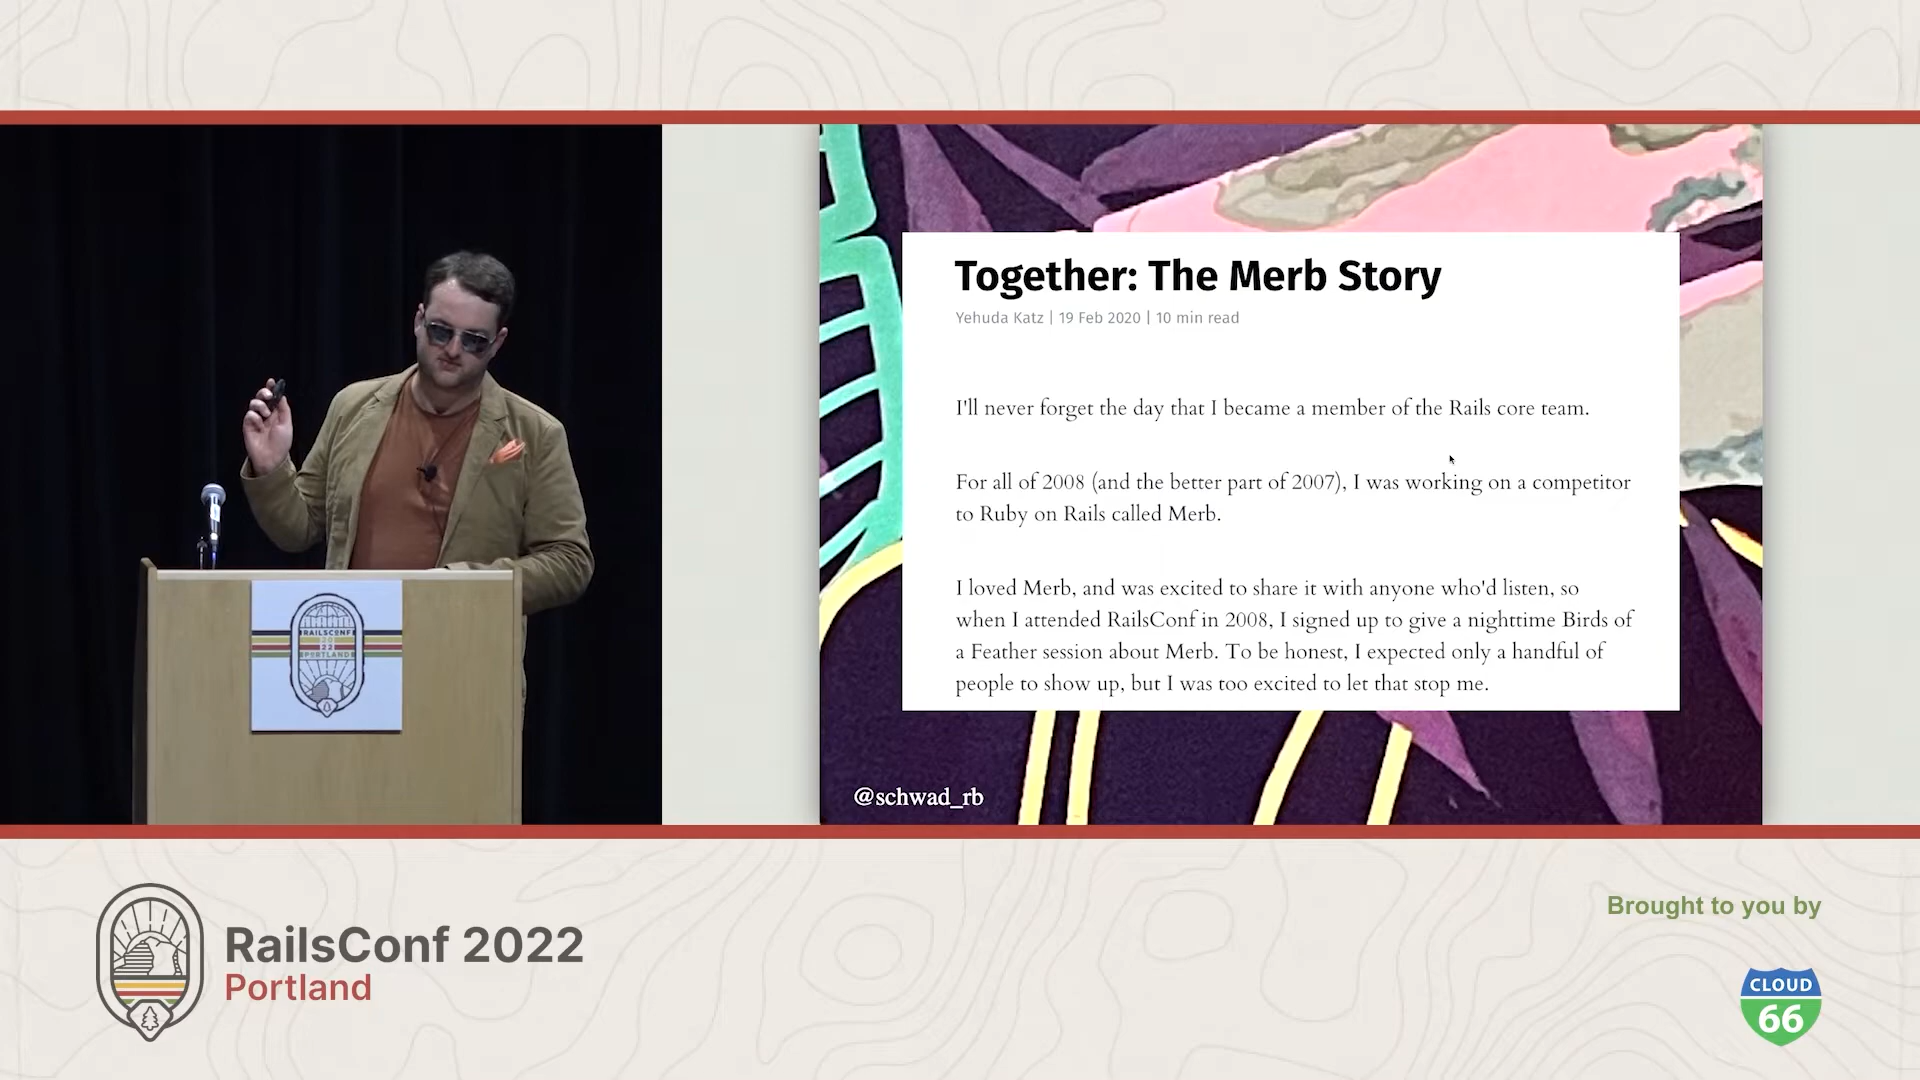 Together: The Merb Story
Yehuda Katz | 19 Feb 2020 | 10 min read
I'll never forget the day that I became a member of the Rails core team.
For all of 2008 (and the better part of 2007), I was working on a competitor
to Ruby on Rails called Merb.
I loved Merb, and was excited to share it with anyone who'd listen, so
when I attended RailsConf in 2008, I signed up to give a nighttime Birds of
a Feather session about Merb. To be honest, I expected only a handful of
people to show up, but I was too excited to let that stop me.
@schwad_rb
RAILSCONF
20
22
PORTLAND
RailsConf 2022
Portland
Brought to you by
CLOUD
66